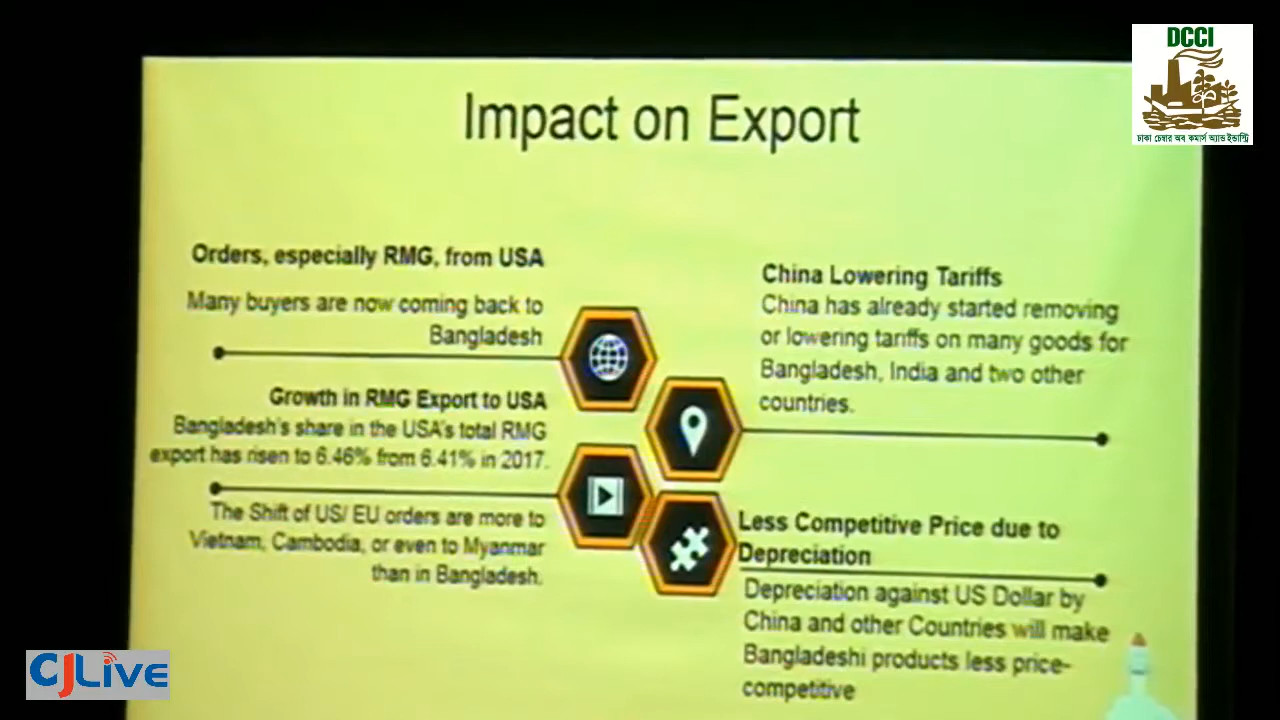 DCCI
ঢাকা চেম্বার অব কমার্স অ্যান্ড ইন্ডাস্ট্রি
Impact on Export
Orders, especially RMG, from USA
Many buyers are now coming back to
Bangladesh
Growth in RMG Export to USA
Bangladesh's share in the USA's total RMG
export has risen to 6.46% from 6.41% in 2017.
The Shift of US/ EU orders are more to
Vietnam, Cambodia, or even to Myanmar
than in Bangladesh.
China Lowering Tariffs
China has already started removing
or lowering tariffs on many goods for
Bangladesh, India and two other
countries.
Less Competitive Price due to
Depreciation
Depreciation against US Dollar by
China and other Countries will make
Bangladeshi products less price-
competitive
CJLive